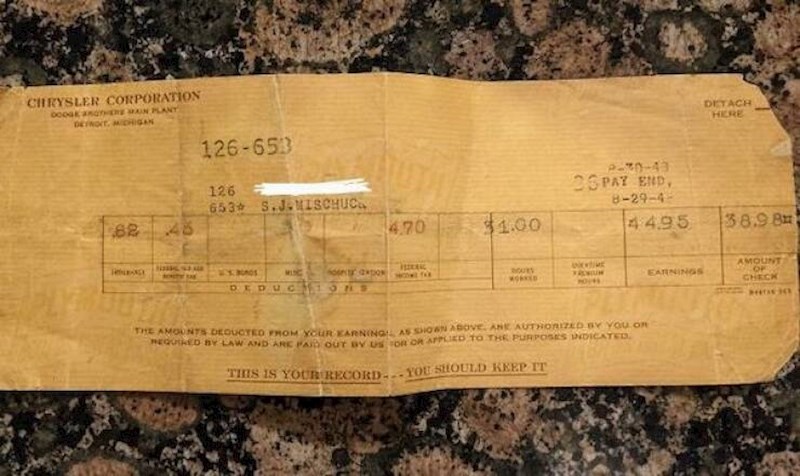 CHRYSLER CORPORATION
DODGE BROTHERS MAIN PLANT
DETROIT, MICHIGAN
DETACH
HERE
126-653
126
653* S.J.MISCHUCK
PAY END,
.82 .45 4.70 31.00 44.95 38.98
INSURANCE U.S. BONDS FEDERAL INCOME TAX HOURS WORKED OVERTIME PREMIUM HOURS EARNINGS AMOUNT OF CHECK
DEDUCTIONS
THE AMOUNTS DEDUCTED FROM YOUR EARNINGS, AS SHOWN ABOVE, ARE AUTHORIZED BY YOU OR
REQUIRED BY LAW AND ARE PAID OUT BY US FOR OR APPLIED TO THE PURPOSES INDICATED.
THIS IS YOUR RECORD---YOU SHOULD KEEP IT